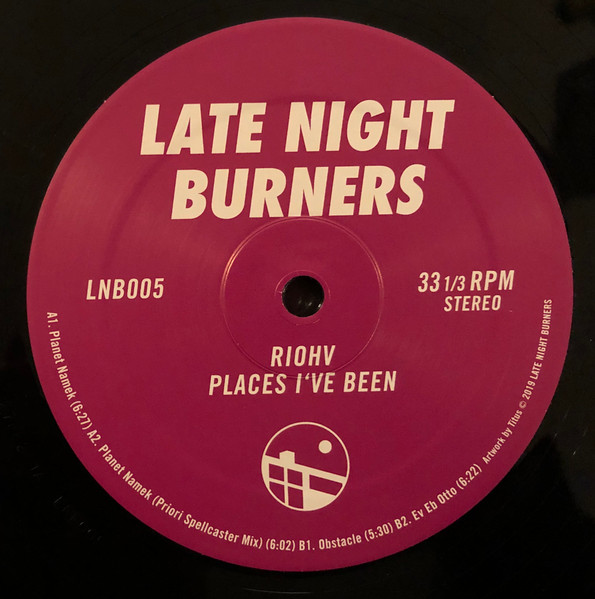 LATE NIGHT
BURNERS
LNB005
33 1/3 RPM
STEREO
RIOHV
PLACES I'VE BEEN
A1. Planet Namek (6:27) A2. Planet Namek (Priori Spellcaster Mix) (6:02) B1. Obstacle (5:30) B2. Ev Eb Otto (6:22)
Artwork by Titus © 2019 LATE NIGHT BURNERS